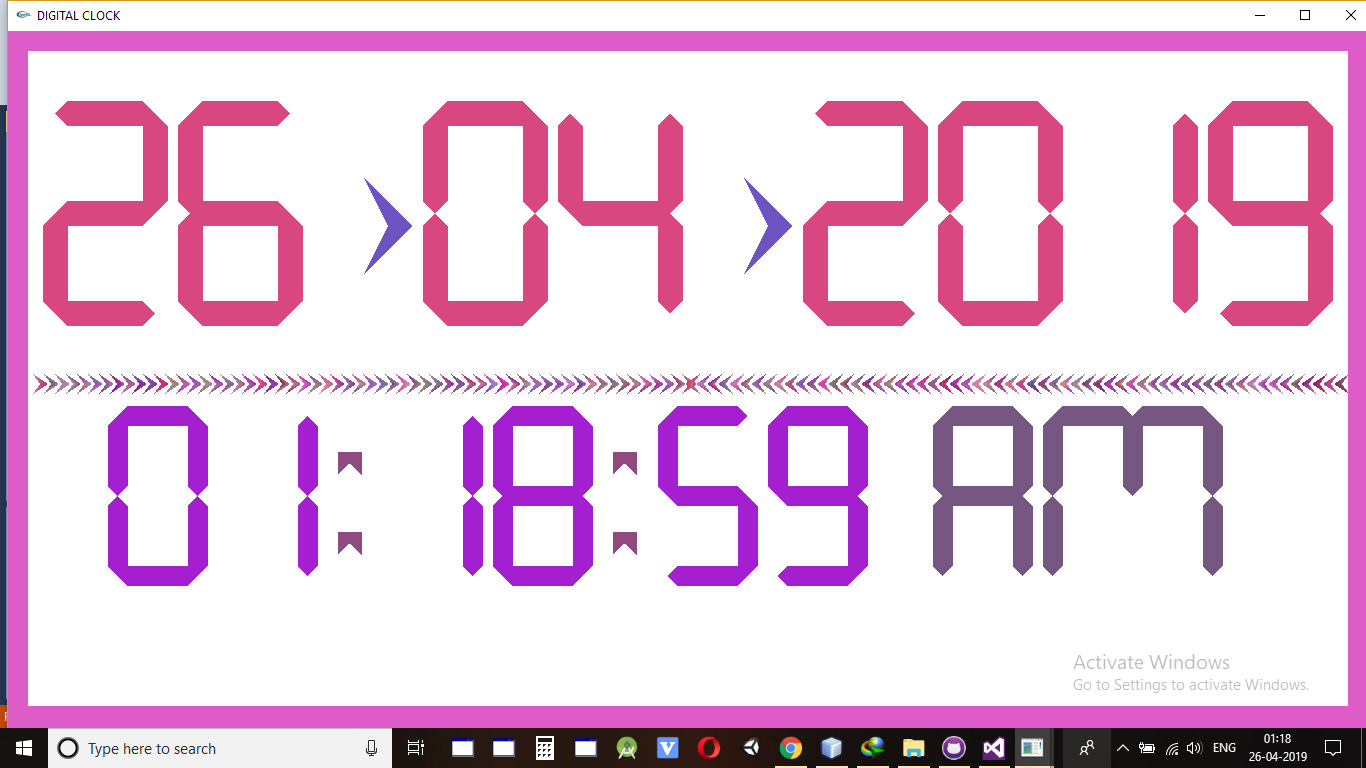 DIGITAL CLOCK
26 04 2019
01:18:59 AM
Activate Windows
Go to Settings to activate Windows.
Type here to search
ENG
01:18
26-04-2019